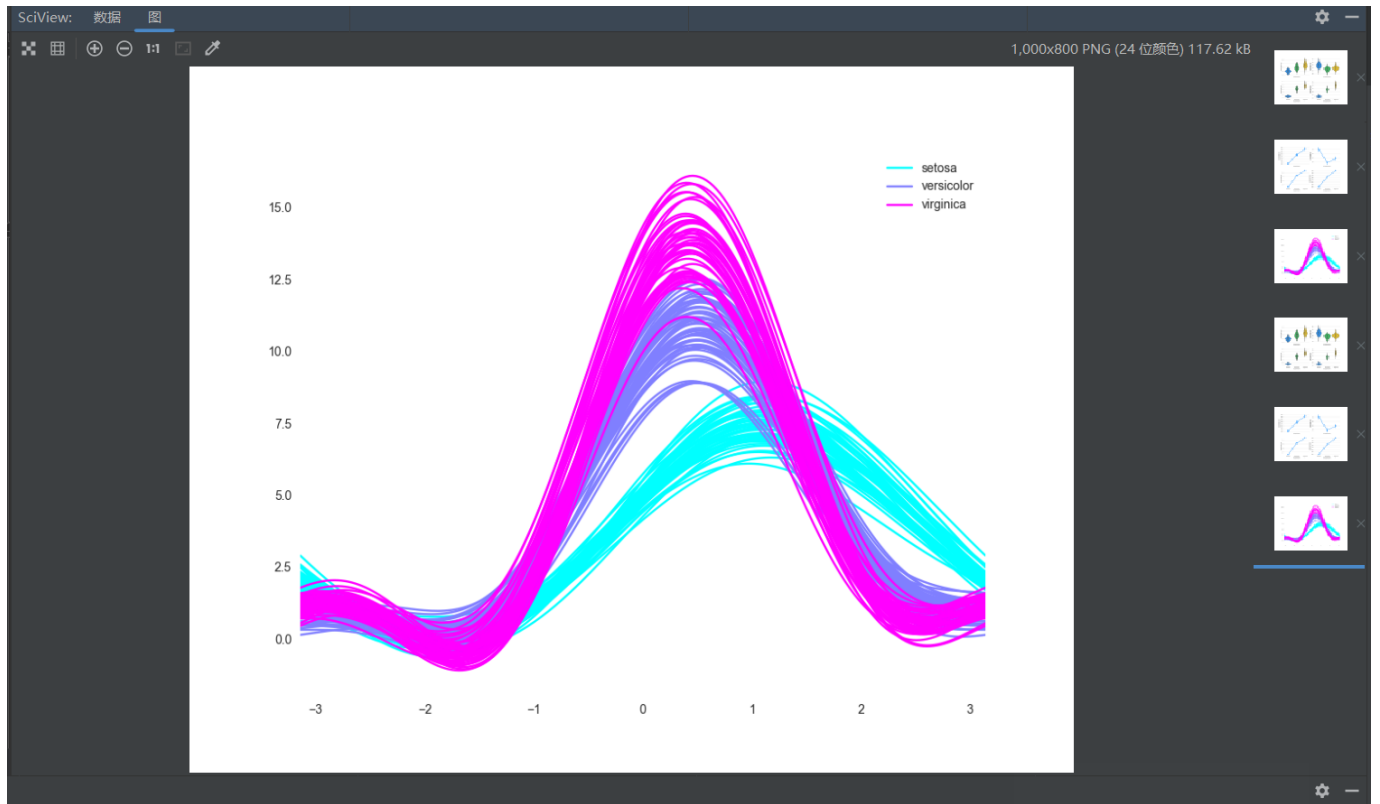 SciView: 数据 图
1:1 1,000x800 PNG (24 位颜色) 117.62 kB
setosa
versicolor
virginica
15.0
12.5
10.0
7.5
5.0
2.5
0.0
−3 −2 −1 0 1 2 3